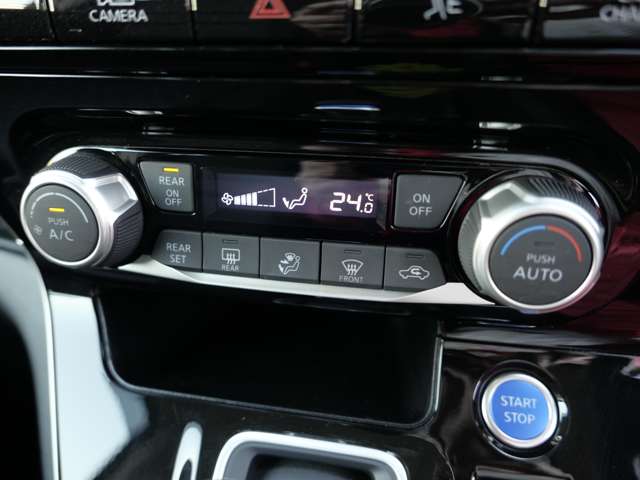 CAMERA
REAR
ON
OFF
24.0
℃
ON
OFF
PUSH
A/C
PUSH
AUTO
REAR
SET
REAR
FRONT
START
STOP